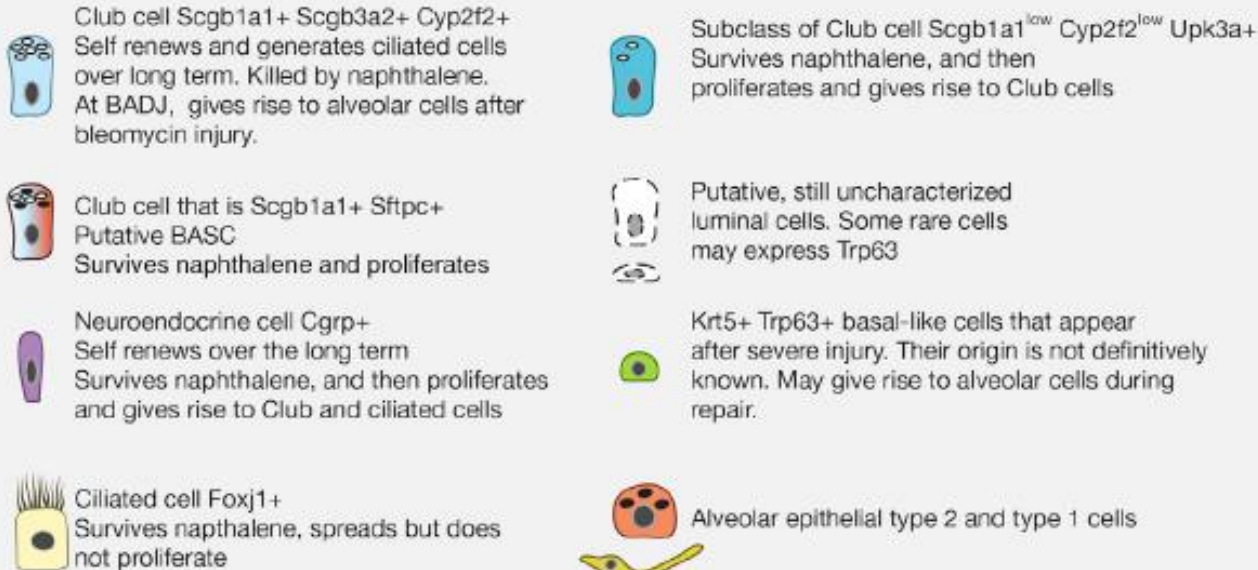 Club cell Scgb1a1+ Scgb3a2+ Cyp2f2+
Self renews and generates ciliated cells
over long term. Killed by naphthalene.
At BADJ, gives rise to alveolar cells after
bleomycin injury.
Subclass of Club cell Scgb1a1low Cyp2f2low Upk3a+
Survives naphthalene, and then
proliferates and gives rise to Club cells
Club cell that is Scgb1a1+ Sftpc+
Putative BASC
Survives naphthalene and proliferates
Putative, still uncharacterized
luminal cells. Some rare cells
may express Trp63
Neuroendocrine cell Cgrp+
Self renews over the long term
Survives naphthalene, and then proliferates
and gives rise to Club and ciliated cells
Krt5+ Trp63+ basal-like cells that appear
after severe injury. Their origin is not definitively
known. May give rise to alveolar cells during
repair.
Ciliated cell Foxj1+
Survives napthalene, spreads but does
not proliferate
Alveolar epithelial type 2 and type 1 cells